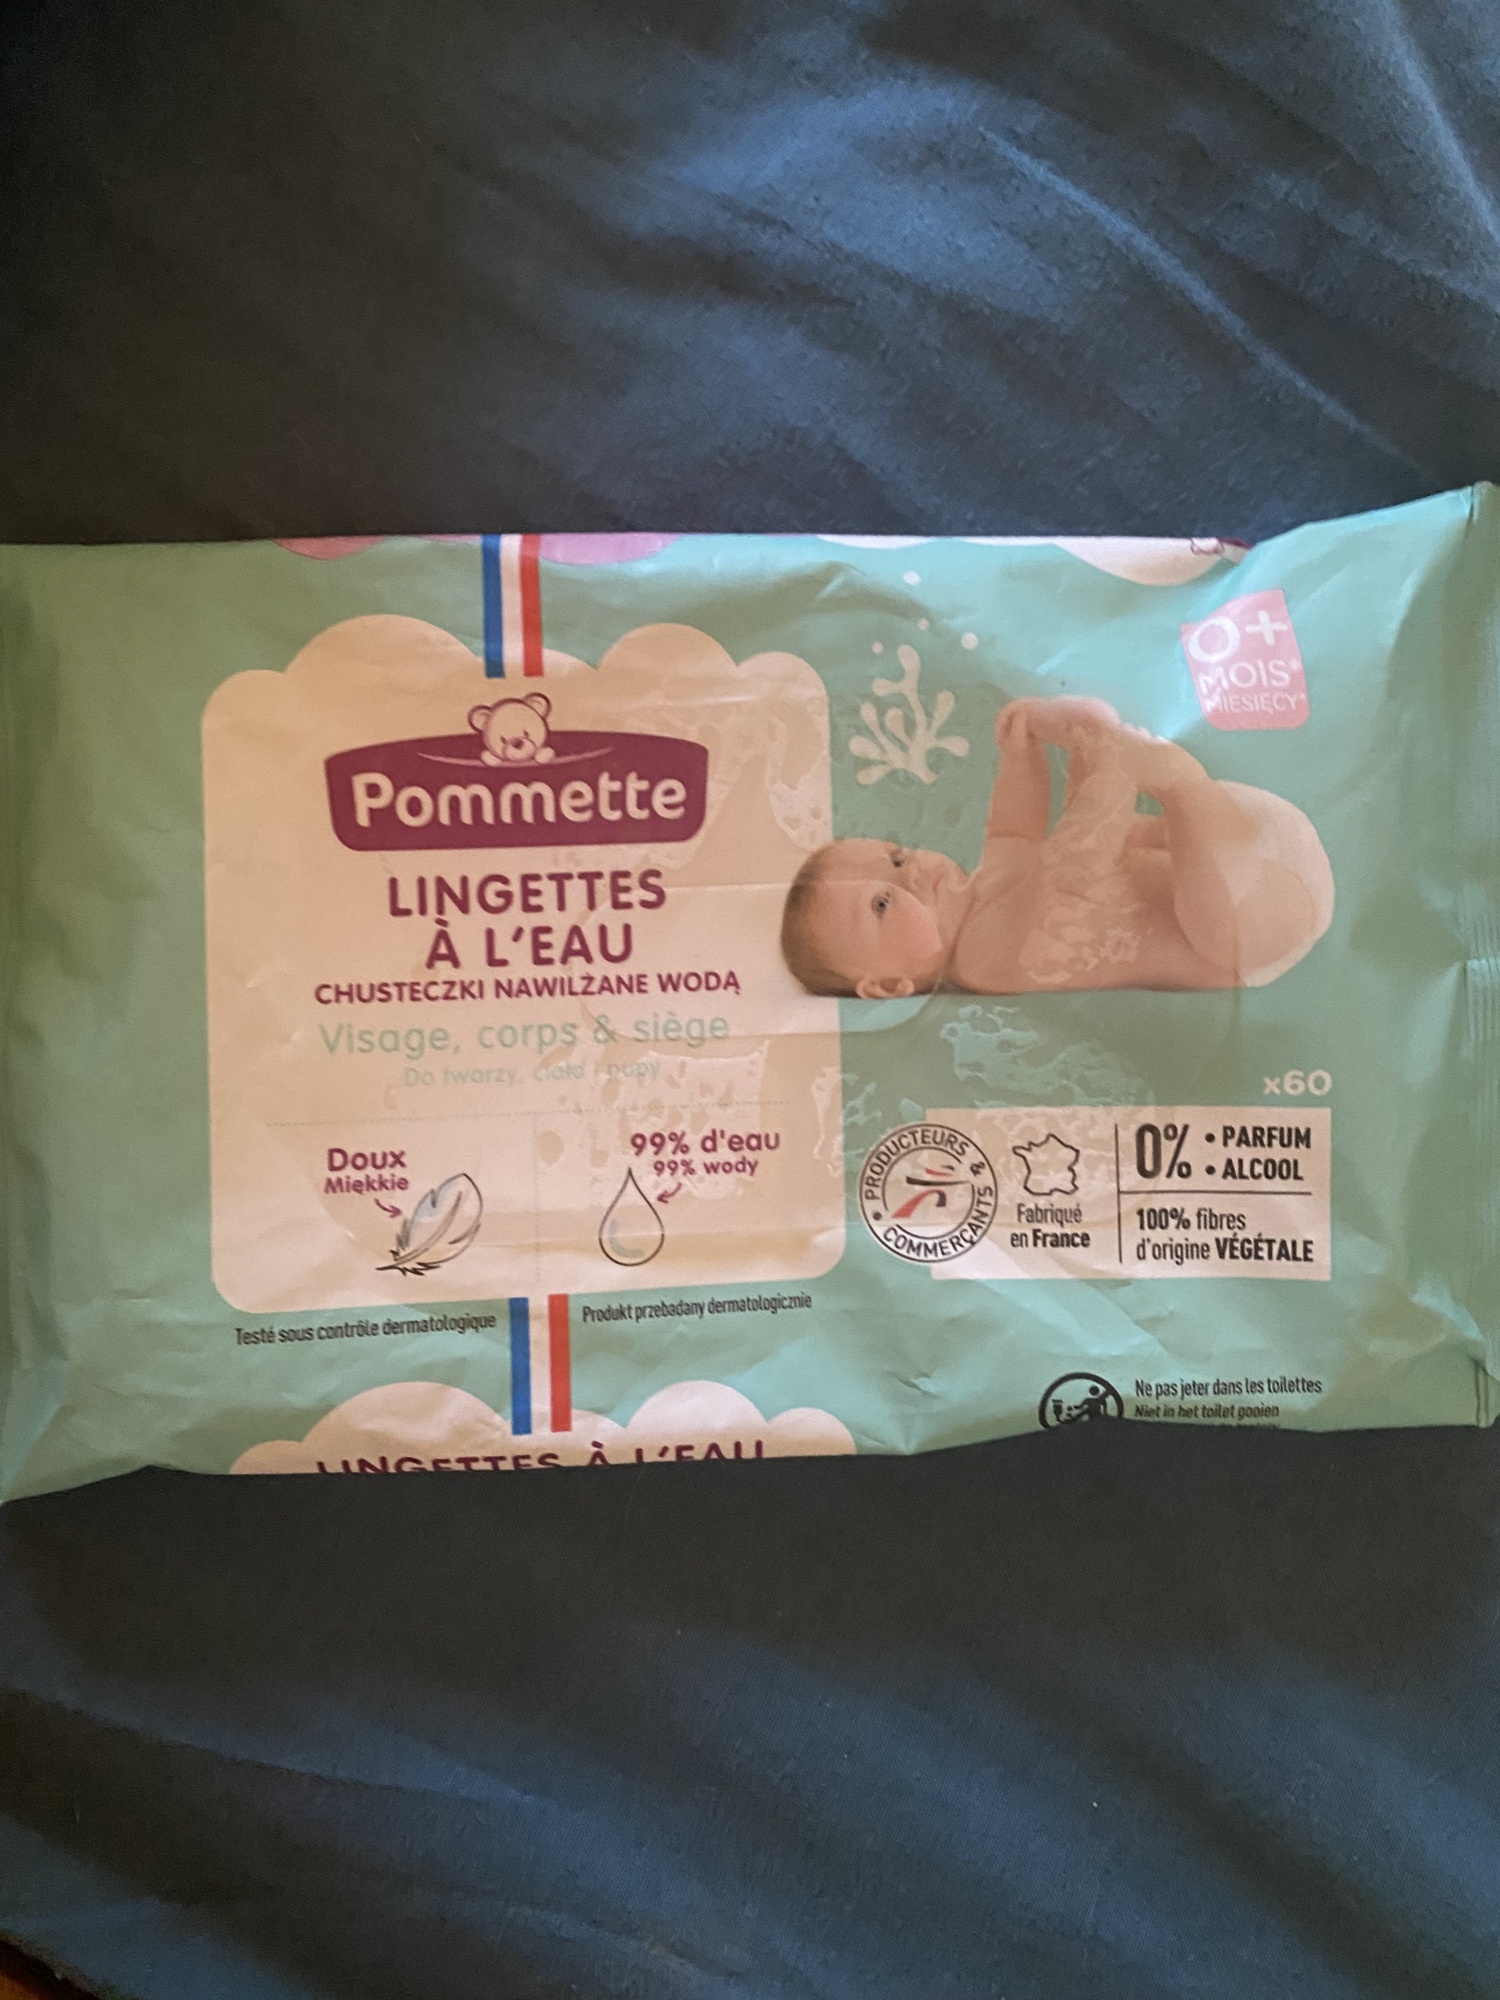 0+
MOIS*
MIESIĘCY*
Pommette
LINGETTES
À L'EAU
CHUSTECZKI NAWILŻANE WODĄ
Visage, corps & siège
Do twarzy, ciała i pupy
Doux
Miękkie
99% d'eau
99% wody
x60
• PRODUCTEURS &
COMMERÇANTS
Fabriqué
en France
0% • PARFUM
• ALCOOL
100% fibres
d'origine VÉGÉTALE
Testé sous contrôle dermatologique
Produkt przebadany dermatologicznie
Ne pas jeter dans les toilettes
Niet in het toilet gooien
LINGETTES À L'EAU